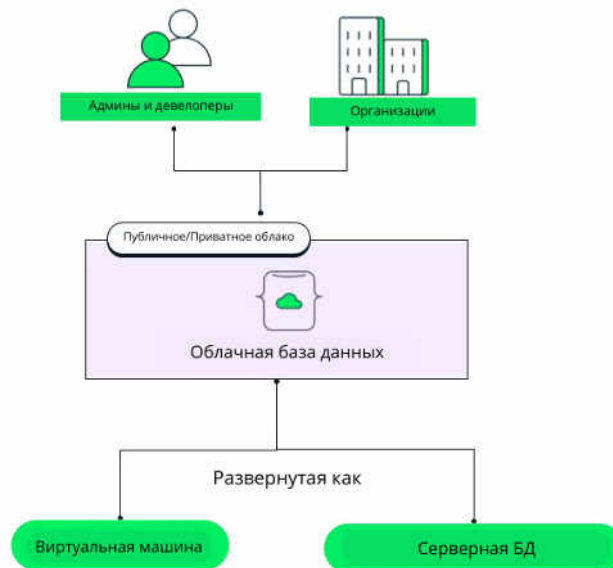 Админы и девелоперы
Организации
Публичное/Приватное облако
Облачная база данных
Развернутая как
Виртуальная машина
Серверная БД